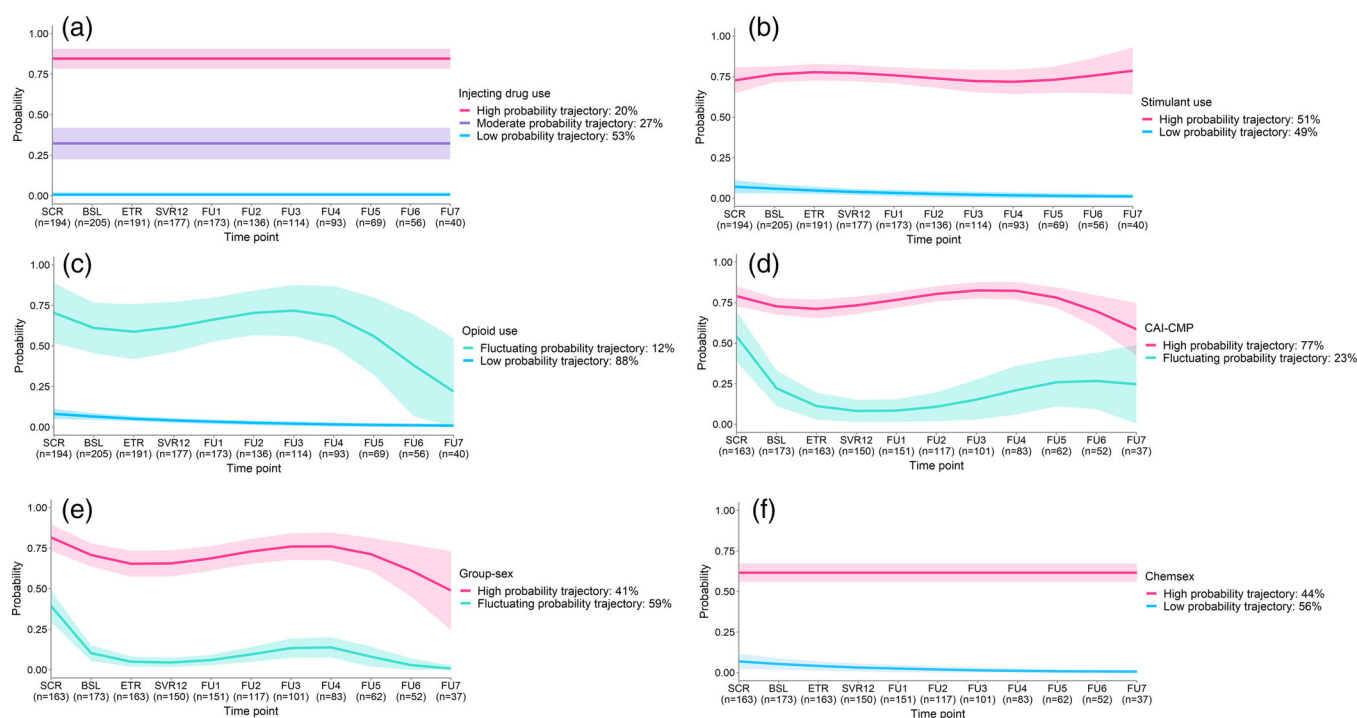 (a)
1.00
0.75
0.50
0.25
0.00
Probability
Injecting drug use
High probability trajectory: 20%
Moderate probability trajectory: 27%
Low probability trajectory: 53%
SCR BSL ETR SVR12 FU1 FU2 FU3 FU4 FU5 FU6 FU7
(n=194) (n=205) (n=191) (n=177) (n=173) (n=136) (n=114) (n=93) (n=69) (n=56) (n=40)
Time point
(b)
1.00
0.75
0.50
0.25
0.00
Probability
Stimulant use
High probability trajectory: 51%
Low probability trajectory: 49%
SCR BSL ETR SVR12 FU1 FU2 FU3 FU4 FU5 FU6 FU7
(n=194) (n=205) (n=191) (n=177) (n=173) (n=136) (n=114) (n=93) (n=69) (n=56) (n=40)
Time point
(c)
1.00
0.75
0.50
0.25
0.00
Probability
Opioid use
Fluctuating probability trajectory: 12%
Low probability trajectory: 88%
SCR BSL ETR SVR12 FU1 FU2 FU3 FU4 FU5 FU6 FU7
(n=194) (n=205) (n=191) (n=177) (n=173) (n=136) (n=114) (n=93) (n=69) (n=56) (n=40)
Time point
(d)
1.00
0.75
0.50
0.25
0.00
Probability
CAI-CMP
High probability trajectory: 77%
Fluctuating probability trajectory: 23%
SCR BSL ETR SVR12 FU1 FU2 FU3 FU4 FU5 FU6 FU7
(n=163) (n=173) (n=163) (n=150) (n=151) (n=117) (n=101) (n=83) (n=62) (n=52) (n=37)
Time point
(e)
1.00
0.75
0.50
0.25
0.00
Probability
Group-sex
High probability trajectory: 41%
Fluctuating probability trajectory: 59%
SCR BSL ETR SVR12 FU1 FU2 FU3 FU4 FU5 FU6 FU7
(n=163) (n=173) (n=163) (n=150) (n=151) (n=117) (n=101) (n=83) (n=62) (n=52) (n=37)
Time point
(f)
1.00
0.75
0.50
0.25
0.00
Probability
Chemsex
High probability trajectory: 44%
Low probability trajectory: 56%
SCR BSL ETR SVR12 FU1 FU2 FU3 FU4 FU5 FU6 FU7
(n=163) (n=173) (n=163) (n=150) (n=151) (n=117) (n=101) (n=83) (n=62) (n=52) (n=37)
Time point